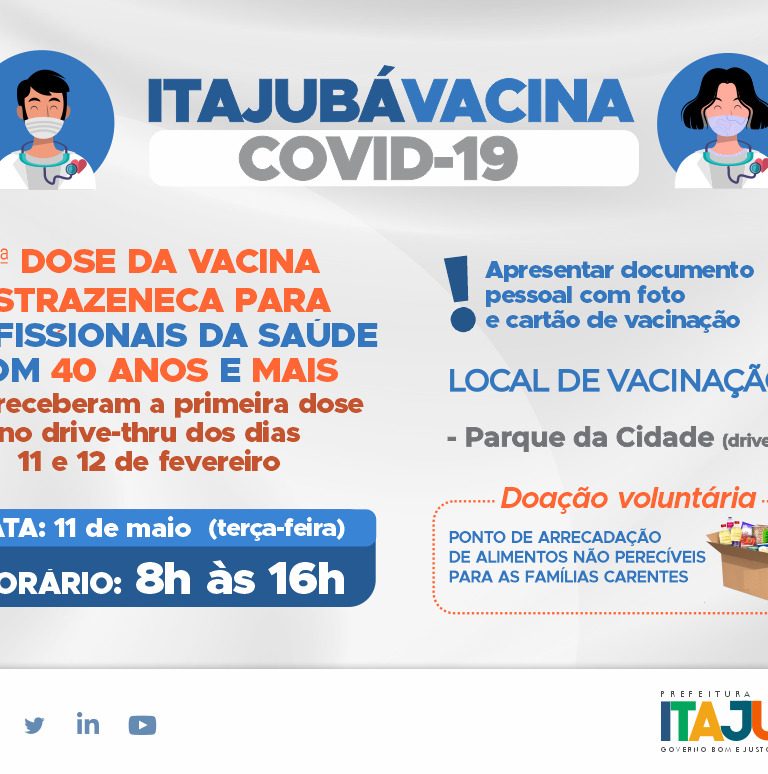 ITAJUBÁVACINA
COVID-19
ª DOSE DA VACINA
STRAZENECA PARA
FISSIONAIS DA SAÚDE
OM 40 ANOS E MAIS
receberam a primeira dose
no drive-thru dos dias
11 e 12 de fevereiro
ATA: 11 de maio (terça-feira)
ORÁRIO: 8h às 16h
! Apresentar documento
pessoal com foto
e cartão de vacinação
LOCAL DE VACINAÇÃO
- Parque da Cidade (drive
Doação voluntária
PONTO DE ARRECADAÇÃO
DE ALIMENTOS NÃO PERECÍVEIS
PARA AS FAMÍLIAS CARENTES
PREFEITURA
ITAJU
GOVERNO BOM E JUSTO